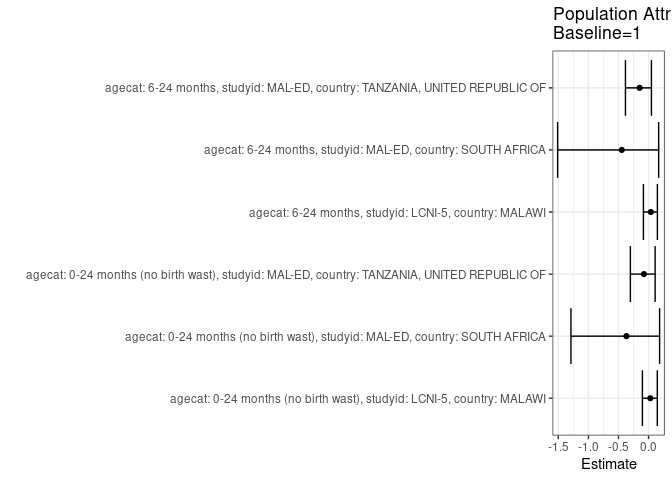 Population Attr
Baseline=1
agecat: 6-24 months, studyid: MAL-ED, country: TANZANIA, UNITED REPUBLIC OF
agecat: 6-24 months, studyid: MAL-ED, country: SOUTH AFRICA
agecat: 6-24 months, studyid: LCNI-5, country: MALAWI
agecat: 0-24 months (no birth wast), studyid: MAL-ED, country: TANZANIA, UNITED REPUBLIC OF
agecat: 0-24 months (no birth wast), studyid: MAL-ED, country: SOUTH AFRICA
agecat: 0-24 months (no birth wast), studyid: LCNI-5, country: MALAWI
-1.5 -1.0 -0.5 0.0
Estimate